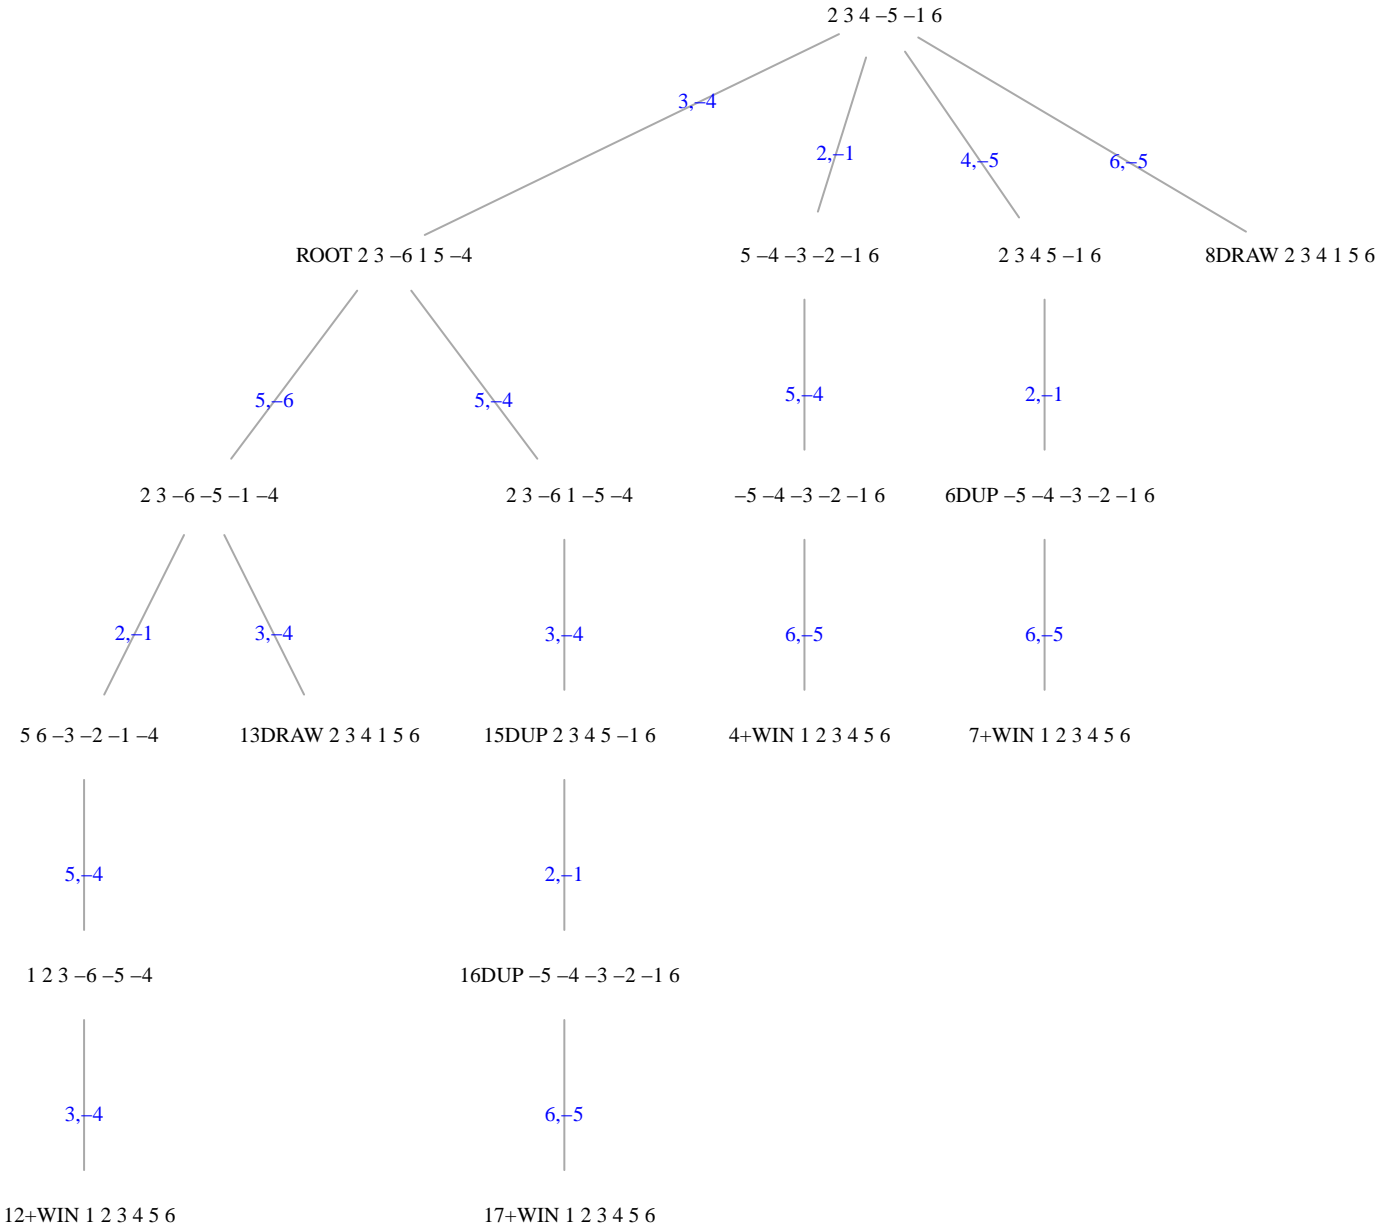 2 3 4 –5 –1 6
3,–4
2,–1
4,–5
6,–5
ROOT 2 3 –6 1 5 –4
5 –4 –3 –2 –1 6
2 3 4 5 –1 6
8DRAW 2 3 4 1 5 6
5,–6
5,–4
5,–4
2,–1
2 3 –6 –5 –1 –4
2 3 –6 1 –5 –4
–5 –4 –3 –2 –1 6
6DUP –5 –4 –3 –2 –1 6
2,–1
3,–4
3,–4
6,–5
6,–5
5 6 –3 –2 –1 –4
13DRAW 2 3 4 1 5 6
15DUP 2 3 4 5 –1 6
4+WIN 1 2 3 4 5 6
7+WIN 1 2 3 4 5 6
5,–4
2,–1
1 2 3 –6 –5 –4
16DUP –5 –4 –3 –2 –1 6
3,–4
6,–5
12+WIN 1 2 3 4 5 6
17+WIN 1 2 3 4 5 6